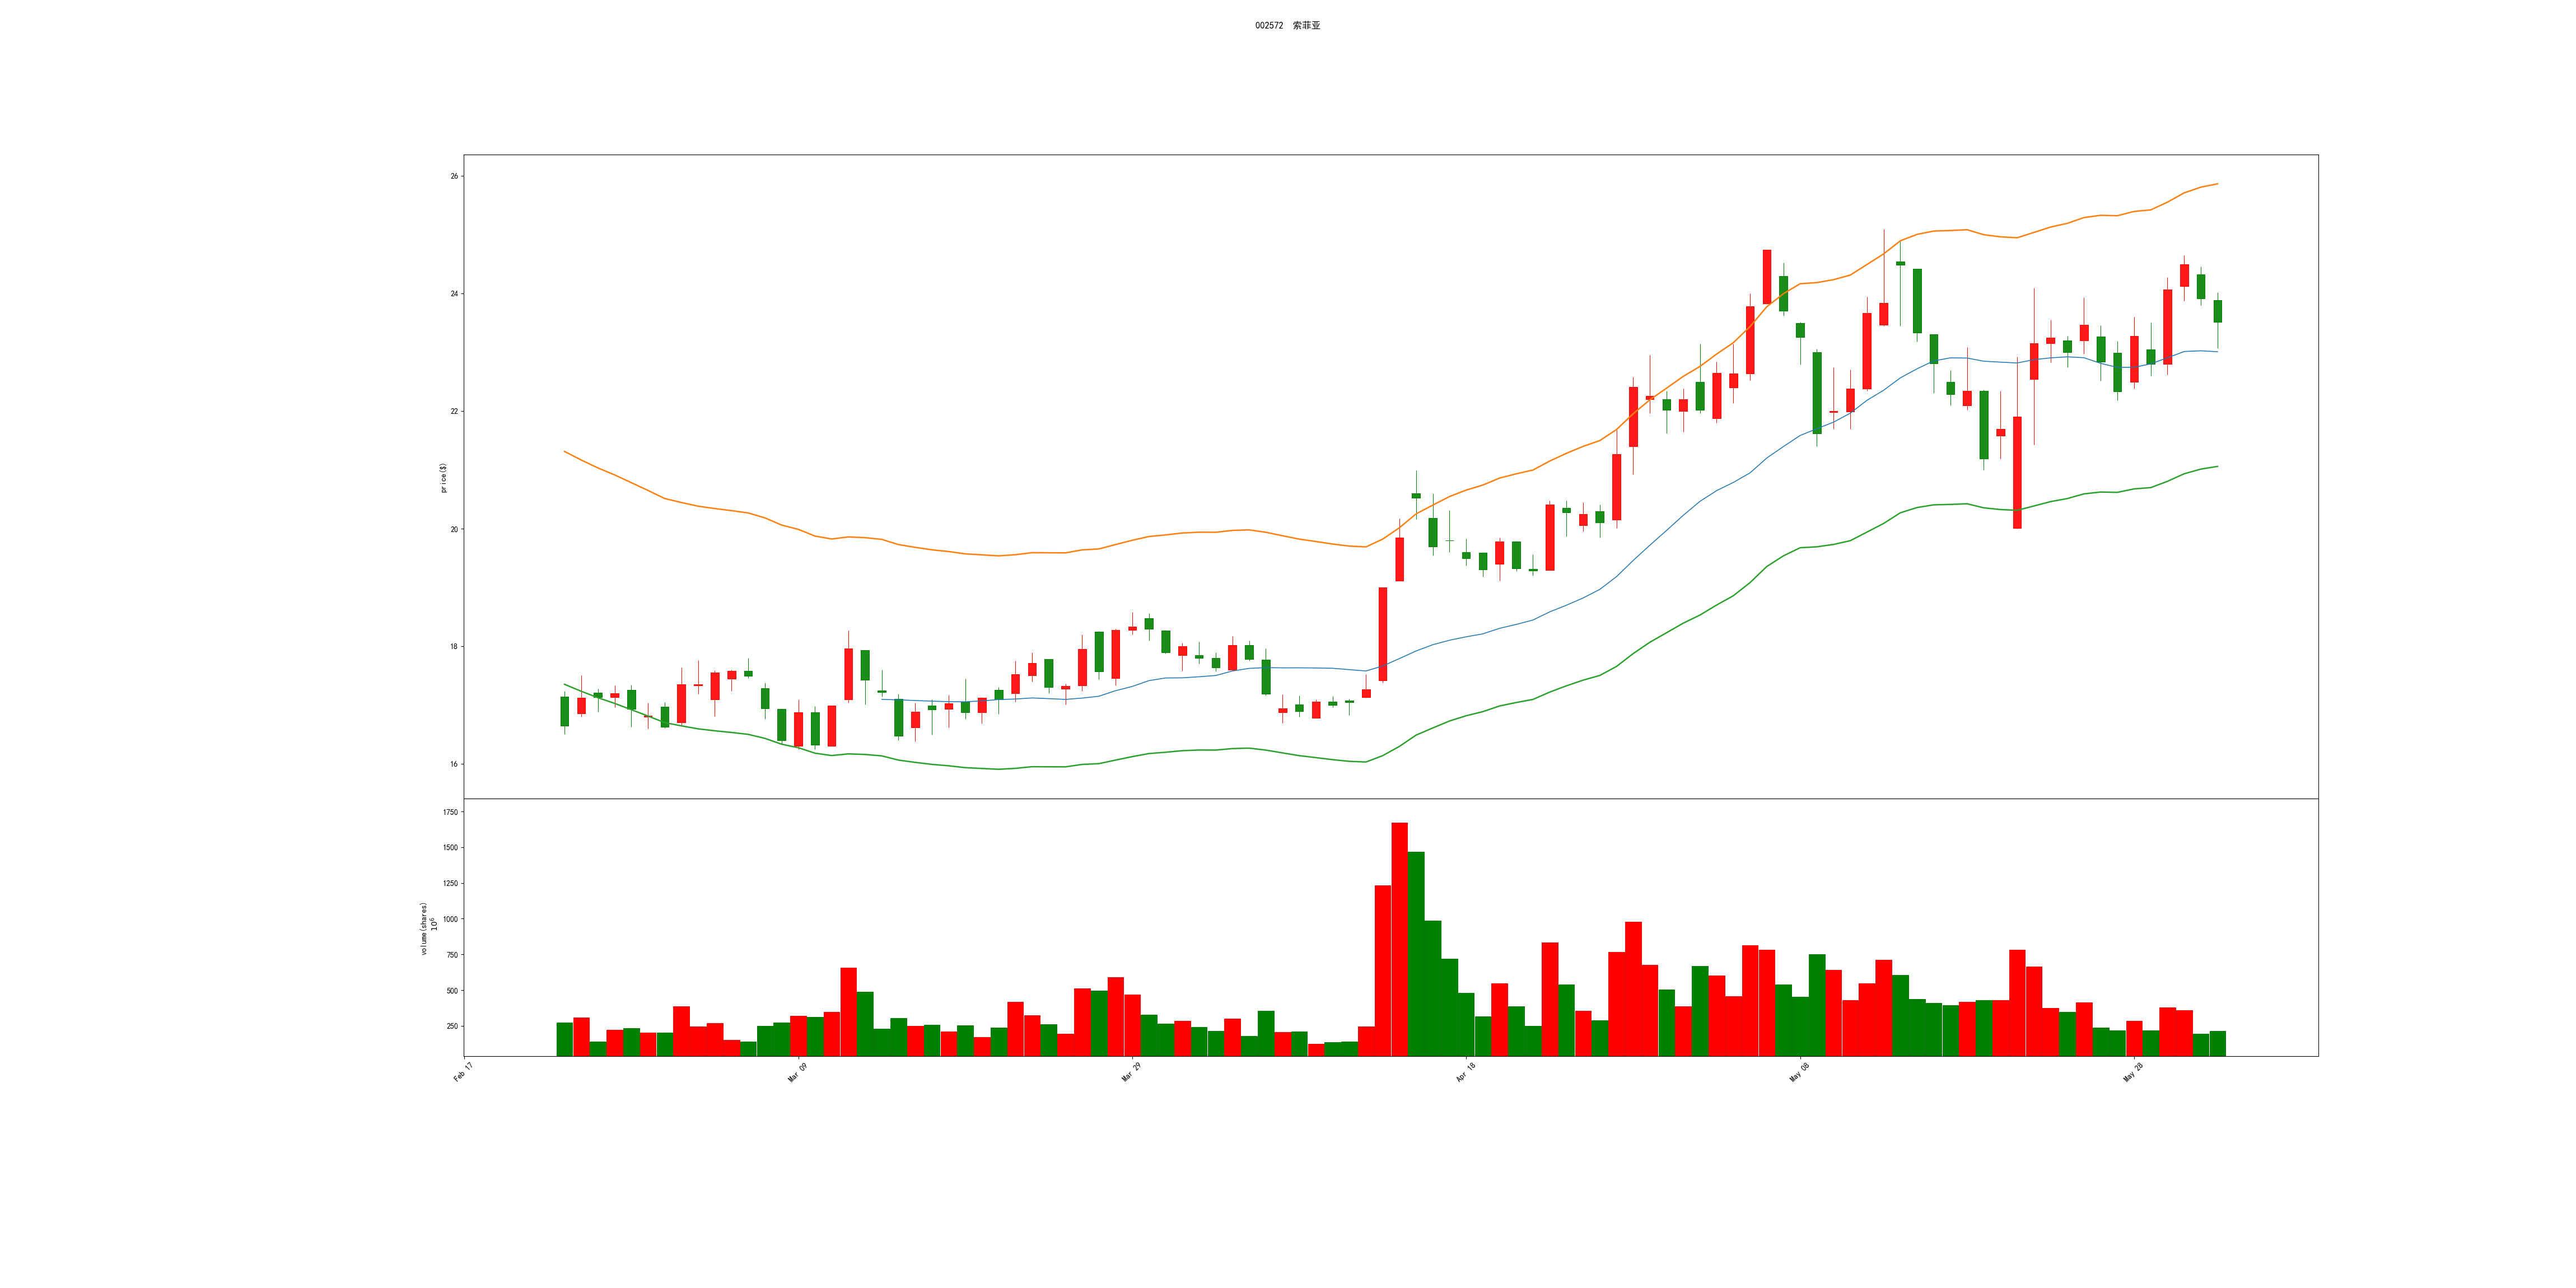 002572 索菲亚
26
24
22
20
18
16
price($)
1750
1500
1250
1000
750
500
250
volume(shares)
10⁶
Feb 17
Mar 09
Mar 29
Apr 18
May 08
May 28